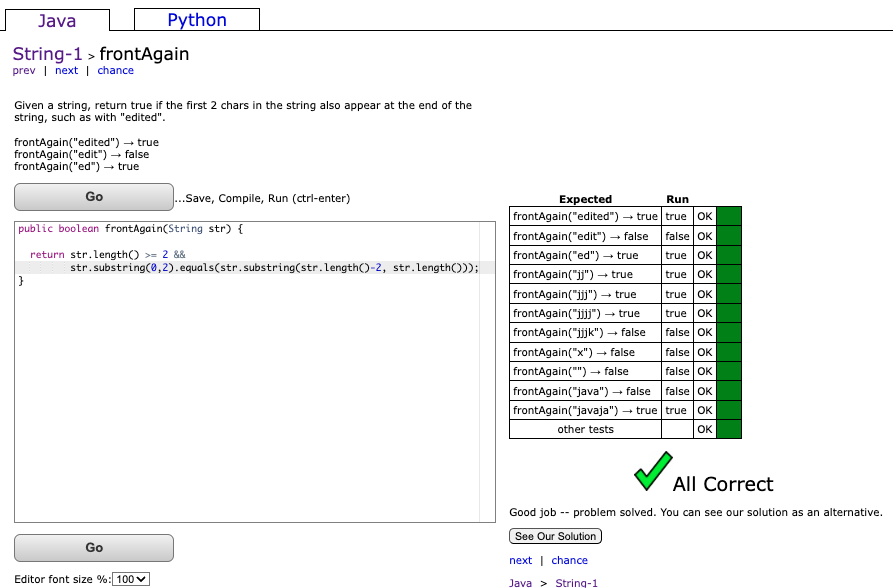 Java Python
String-1 > frontAgain
prev | next | chance
Given a string, return true if the first 2 chars in the string also appear at the end of the
string, such as with "edited".
frontAgain("edited") → true
frontAgain("edit") → false
frontAgain("ed") → true
Go ...Save, Compile, Run (ctrl-enter)
public boolean frontAgain(String str) {
return str.length() >= 2 &&
str.substring(0,2).equals(str.substring(str.length()-2, str.length()));
}
Go
Editor font size %: 100
Expected Run
frontAgain("edited") → true true OK
frontAgain("edit") → false false OK
frontAgain("ed") → true true OK
frontAgain("jj") → true true OK
frontAgain("jjj") → true true OK
frontAgain("jjjj") → true true OK
frontAgain("jjjk") → false false OK
frontAgain("x") → false false OK
frontAgain("") → false false OK
frontAgain("java") → false false OK
frontAgain("javaja") → true true OK
other tests OK
All Correct
Good job -- problem solved. You can see our solution as an alternative.
See Our Solution
next | chance
Java > String-1